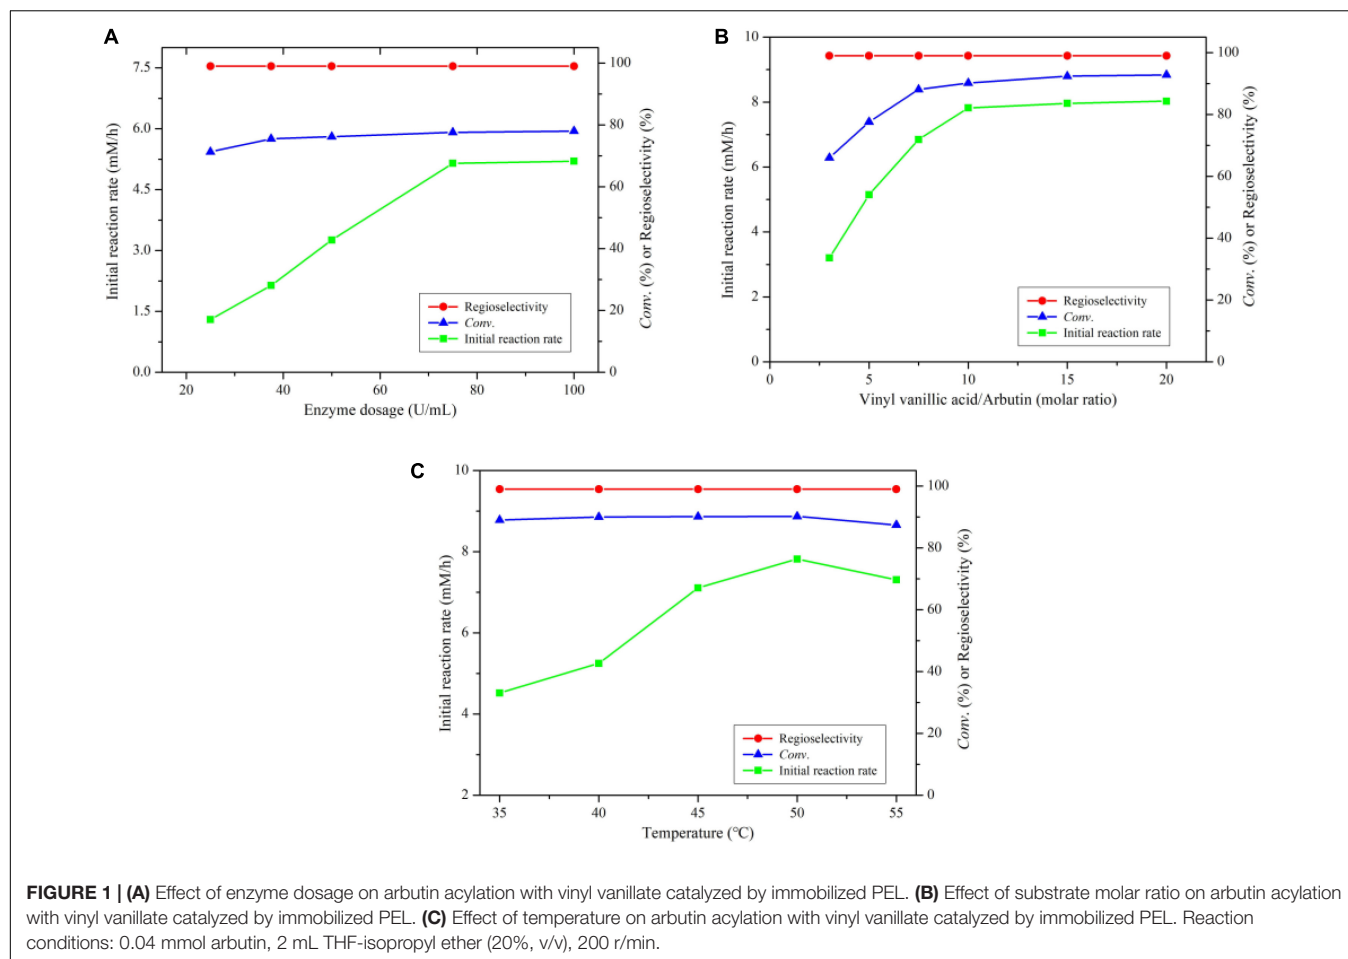 A
7.5
6.0
4.5
3.0
1.5
0.0
Initial reaction rate (mM/h)
100
80
60
40
20
0
Conv. (%) or Regioselectivity (%)
Regioselectivity
Conv.
Initial reaction rate
20 40 60 80 100
Enzyme dosage (U/mL)
B
10
8
6
4
2
0
Initial reaction rate (mM/h)
100
80
60
40
20
0
Conv. (%) or Regioselectivity (%)
Regioselectivity
Conv.
Initial reaction rate
0 5 10 15 20
Vinyl vanillic acid/Arbutin (molar ratio)
C
10
8
6
4
2
Initial reaction rate (mM/h)
100
80
60
40
20
0
Conv. (%) or Regioselectivity (%)
Regioselectivity
Conv.
Initial reaction rate
35 40 45 50 55
Temperature (℃)
FIGURE 1 | (A) Effect of enzyme dosage on arbutin acylation with vinyl vanillate catalyzed by immobilized PEL. (B) Effect of substrate molar ratio on arbutin acylation
with vinyl vanillate catalyzed by immobilized PEL. (C) Effect of temperature on arbutin acylation with vinyl vanillate catalyzed by immobilized PEL. Reaction
conditions: 0.04 mmol arbutin, 2 mL THF-isopropyl ether (20%, v/v), 200 r/min.